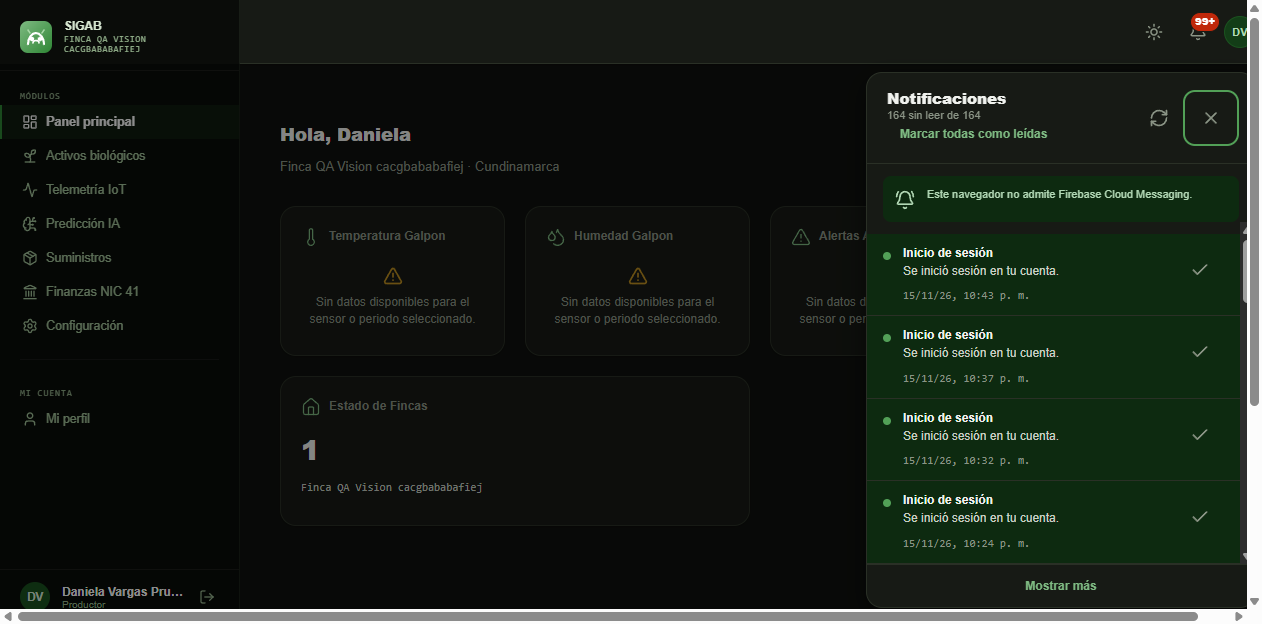 SIGAB
FINCA QA VISION
CACGBABABAFIEJ
MÓDULOS
Panel principal
Activos biológicos
Telemetría IoT
Predicción IA
Suministros
Finanzas NIC 41
Configuración
MI CUENTA
Mi perfil
DV
Daniela Vargas Pru...
Productor
99+
DV
Hola, Daniela
Finca QA Vision cacgbababafiej · Cundinamarca
Temperatura Galpon
Sin datos disponibles para el
sensor o periodo seleccionado.
Humedad Galpon
Sin datos disponibles para el
sensor o periodo seleccionado.
Alertas
Sin datos d
sensor o per
Estado de Fincas
1
Finca QA Vision cacgbababafiej
Notificaciones
164 sin leer de 164
Marcar todas como leídas
Este navegador no admite Firebase Cloud Messaging.
Inicio de sesión
Se inició sesión en tu cuenta.
15/11/26, 10:43 p. m.
Inicio de sesión
Se inició sesión en tu cuenta.
15/11/26, 10:37 p. m.
Inicio de sesión
Se inició sesión en tu cuenta.
15/11/26, 10:32 p. m.
Inicio de sesión
Se inició sesión en tu cuenta.
15/11/26, 10:24 p. m.
Mostrar más